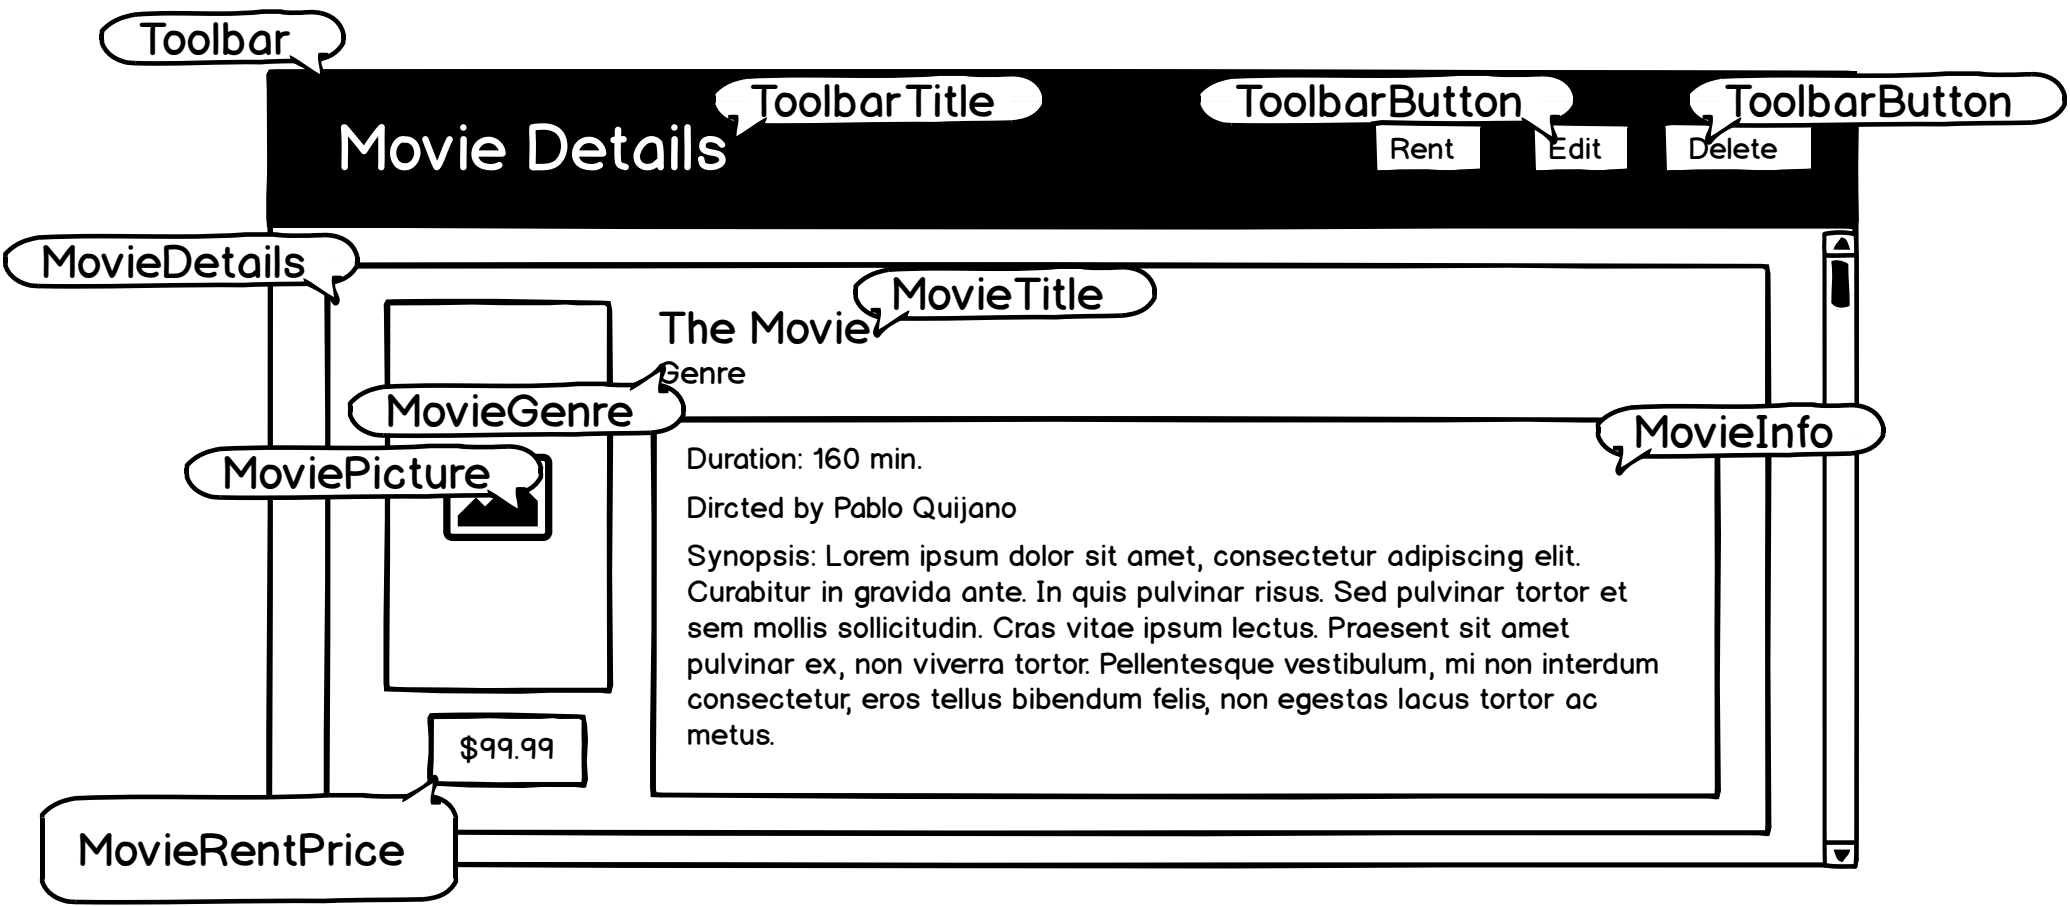 Toolbar
ToolbarTitle
ToolbarButton
ToolbarButton
Movie Details
Rent
Edit
Delete
MovieDetails
MovieTitle
The Movie
Genre
MovieGenre
MovieInfo
MoviePicture
Duration: 160 min.
Dircted by Pablo Quijano
Synopsis: Lorem ipsum dolor sit amet, consectetur adipiscing elit.
Curabitur in gravida ante. In quis pulvinar risus. Sed pulvinar tortor et
sem mollis sollicitudin. Cras vitae ipsum lectus. Praesent sit amet
pulvinar ex, non viverra tortor. Pellentesque vestibulum, mi non interdum
consectetur, eros tellus bibendum felis, non egestas lacus tortor ac
metus.
$99.99
MovieRentPrice